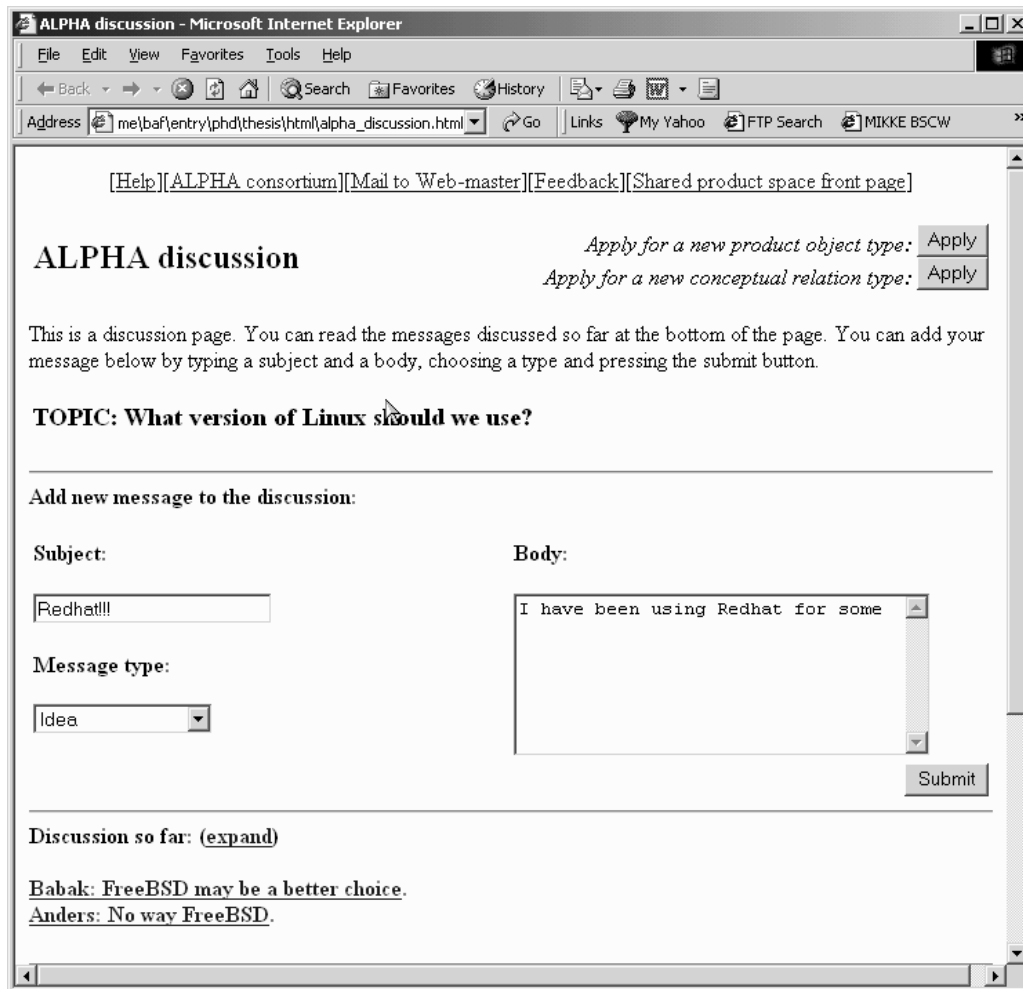 ALPHA discussion - Microsoft Internet Explorer
File Edit View Favorites Tools Help
Back Search Favorites History
Address me\baf\entry\phd\thesis\html\alpha_discussion.html Go Links My Yahoo FTP Search MIKKE BSCW »
[Help][ALPHA consortium][Mail to Web-master][Feedback][Shared product space front page]
Apply for a new product object type: Apply
ALPHA discussion
Apply for a new conceptual relation type: Apply
This is a discussion page. You can read the messages discussed so far at the bottom of the page. You can add your
message below by typing a subject and a body, choosing a type and pressing the submit button.
TOPIC: What version of Linux should we use?
Add new message to the discussion:
Subject: Body:
Redhat!!! I have been using Redhat for some
Message type:
Idea
Submit
Discussion so far: (expand)
Babak: FreeBSD may be a better choice.
Anders: No way FreeBSD.